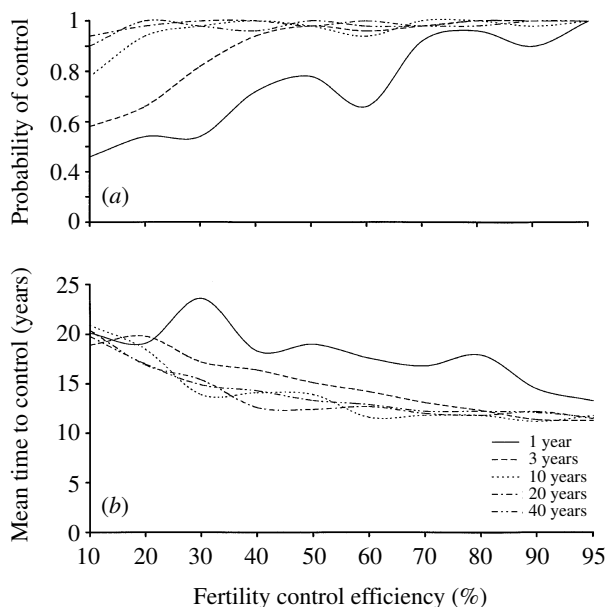 Probability of control
1
0.8
0.6
0.4
0
(a)
Mean time to control (years)
25
20
15
10
5
0
(b)
1 year
3 years
10 years
20 years
40 years
10 20 30 40 50 60 70 80 90 95
Fertility control efficiency (%)